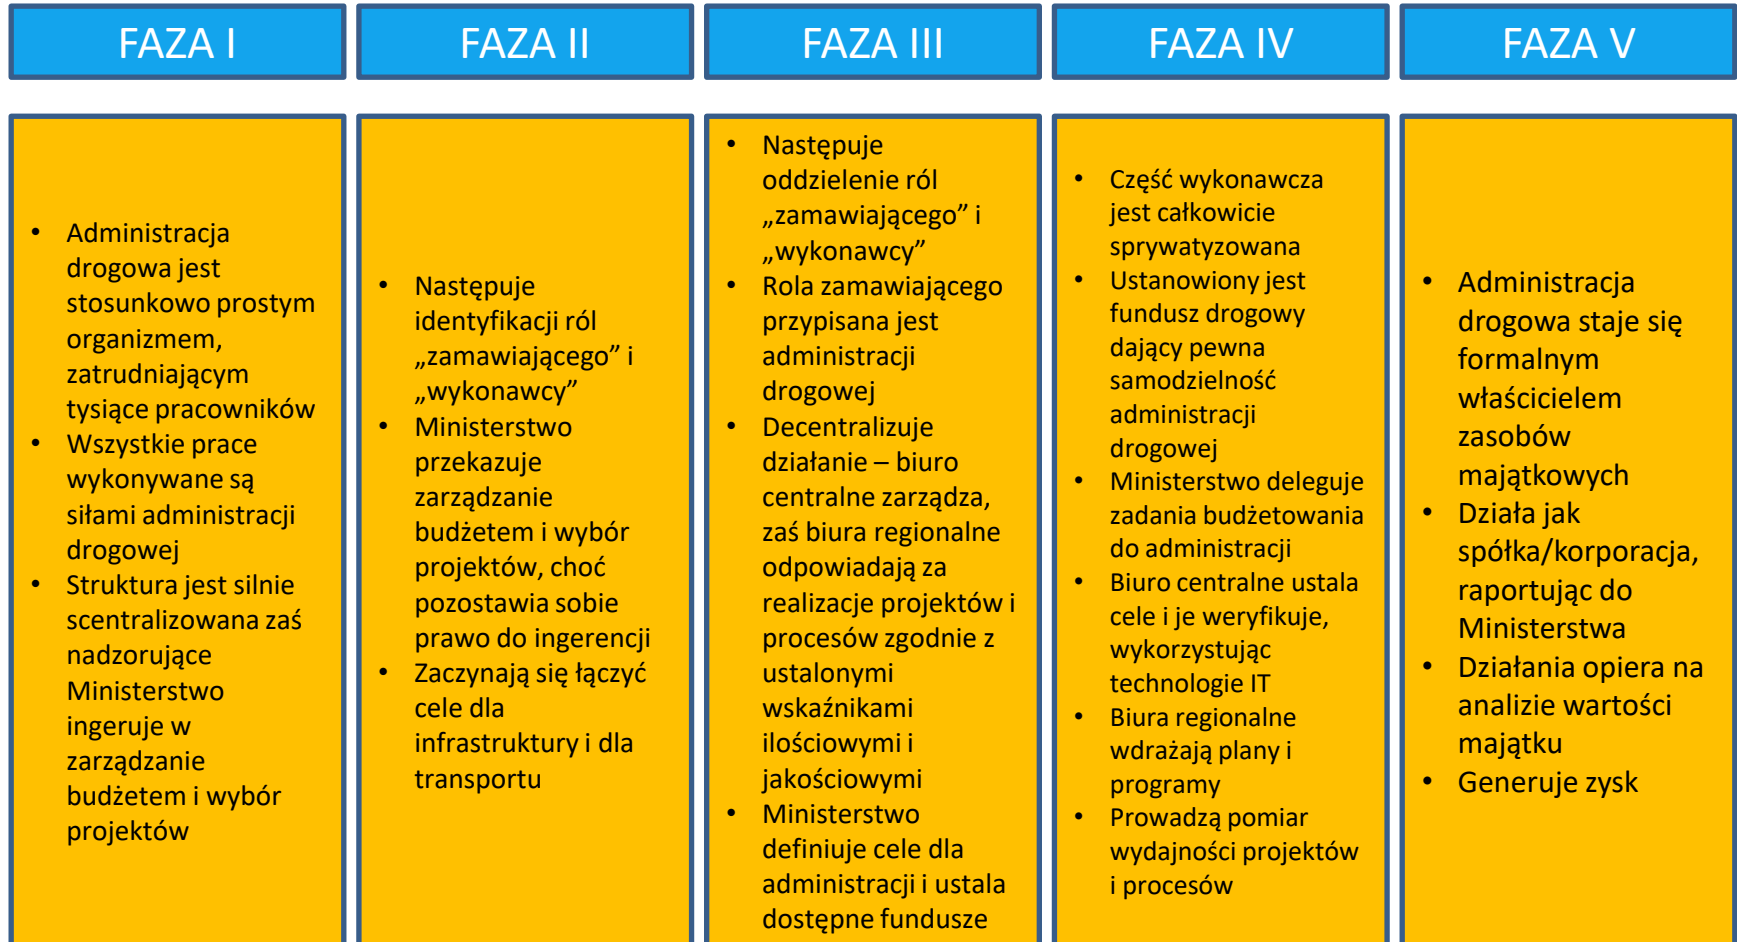 FAZA I
FAZA II
FAZA III
FAZA IV
FAZA V
• Administracja
drogowa jest
stosunkowo prostym
organizmem,
zatrudniającym
tysiące pracowników
• Wszystkie prace
wykonywane są
siłami administracji
drogowej
• Struktura jest silnie
scentralizowana zaś
nadzorujące
Ministerstwo
ingeruje w
zarządzanie
budżetem i wybór
projektów
• Następuje
identyfikacji ról
„zamawiającego” i
„wykonawcy”
• Ministerstwo
przekazuje
zarządzanie
budżetem i wybór
projektów, choć
pozostawia sobie
prawo do ingerencji
• Zaczynają się łączyć
cele dla
infrastruktury i dla
transportu
• Następuje
oddzielenie ról
„zamawiającego” i
„wykonawcy”
• Rola zamawiającego
przypisana jest
administracji
drogowej
• Decentralizuje
działanie – biuro
centralne zarządza,
zaś biura regionalne
odpowiadają za
realizacje projektów i
procesów zgodnie z
ustalonymi
wskaźnikami
ilościowymi i
jakościowymi
• Ministerstwo
definiuje cele dla
administracji i ustala
dostępne fundusze
• Część wykonawcza
jest całkowicie
sprywatyzowana
• Ustanowiony jest
fundusz drogowy
dający pewna
samodzielność
administracji
drogowej
• Ministerstwo deleguje
zadania budżetowania
do administracji
• Biuro centralne ustala
cele i je weryfikuje,
wykorzystując
technologie IT
• Biura regionalne
wdrażają plany i
programy
• Prowadzą pomiar
wydajności projektów
i procesów
• Administracja
drogowa staje się
formalnym
właścicielem
zasobów
majątkowych
• Działa jak
spółka/korporacja,
raportując do
Ministerstwa
• Działania opiera na
analizie wartości
majątku
• Generuje zysk